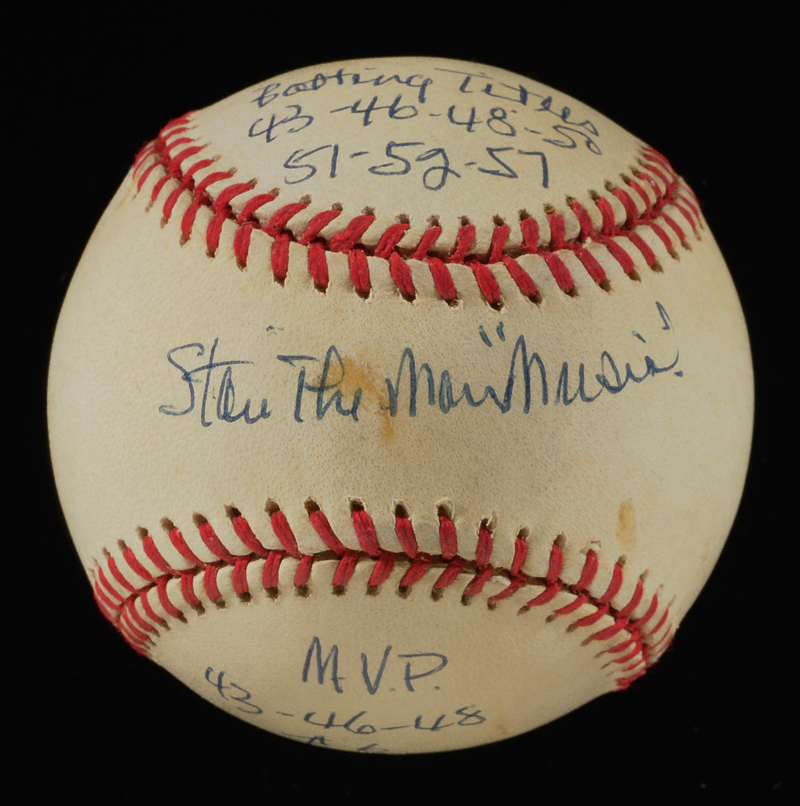 Batting Titles
43-46-48-50
51-52-57
Stan "The Man" Musial
M.V.P.
43-46-48